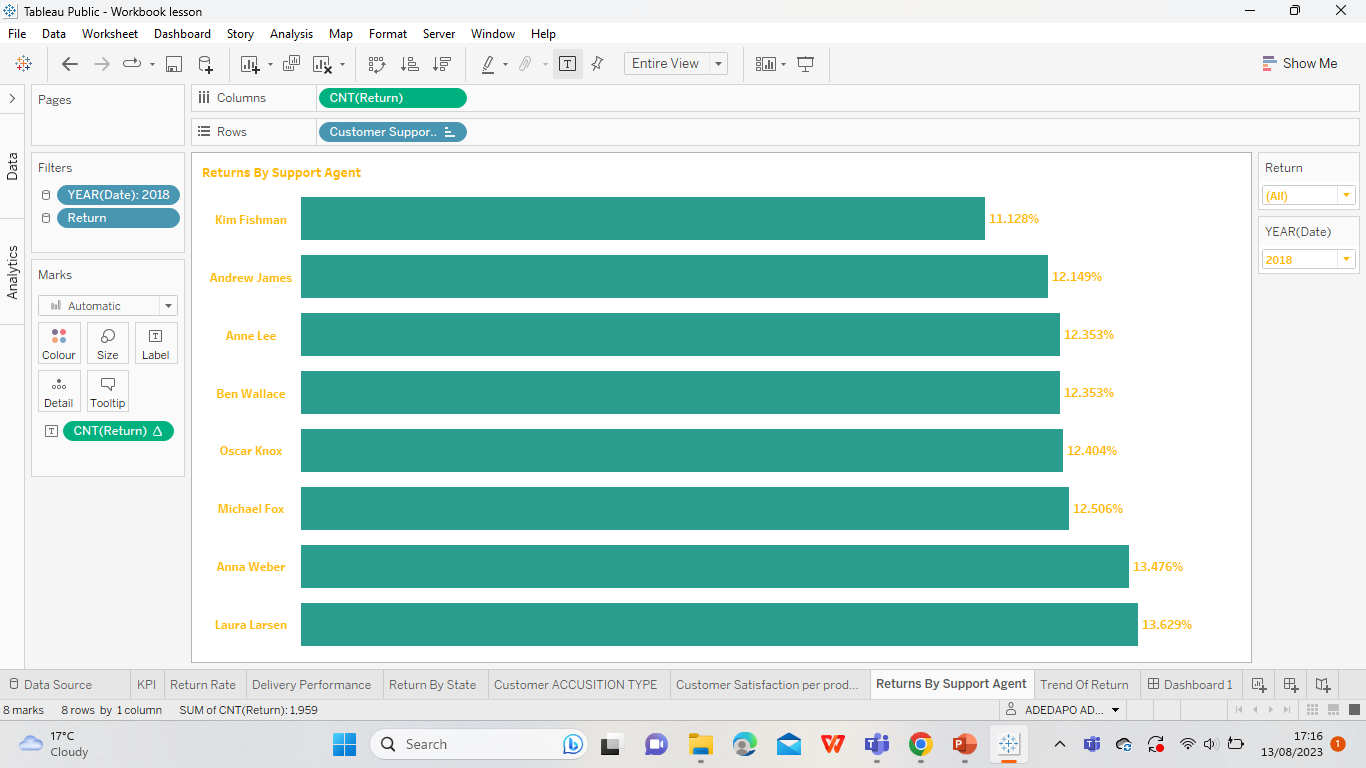 Tableau Public - Workbook lesson
File Data Worksheet Dashboard Story Analysis Map Format Server Window Help
Entire View
Show Me
Pages
Columns
CNT(Return)
Rows
Customer Suppor..
Data
Analytics
Filters
YEAR(Date): 2018
Return
Marks
Automatic
Colour
Size
Label
Detail
Tooltip
CNT(Return) Δ
Returns By Support Agent
Kim Fishman 11.128%
Andrew James 12.149%
Anne Lee 12.353%
Ben Wallace 12.353%
Oscar Knox 12.404%
Michael Fox 12.506%
Anna Weber 13.476%
Laura Larsen 13.629%
Return
(All)
YEAR(Date)
2018
Data Source KPI Return Rate Delivery Performance Return By State Customer ACCUSITION TYPE Customer Satisfaction per prod... Returns By Support Agent Trend Of Return Dashboard 1
8 marks 8 rows by 1 column SUM of CNT(Return): 1,959
ADEDAPO AD...
17°C
Cloudy
Search
17:16
13/08/2023
1